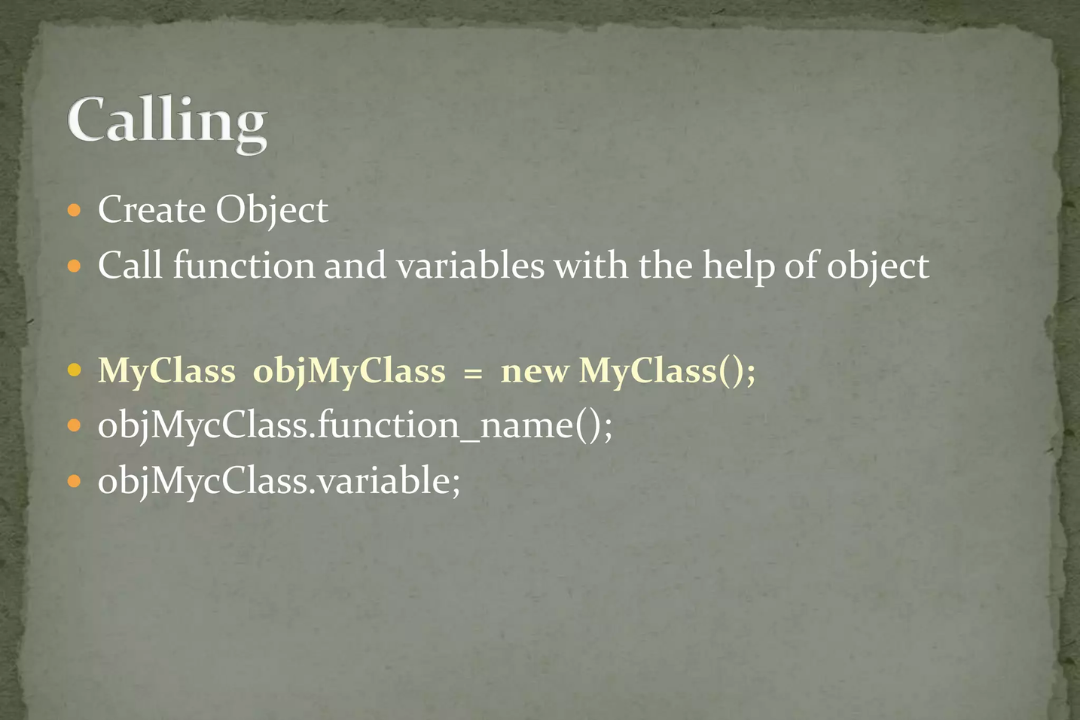 Calling
Create Object
Call function and variables with the help of object
MyClass objMyClass = new MyClass();
objMycClass.function_name();
objMycClass.variable;